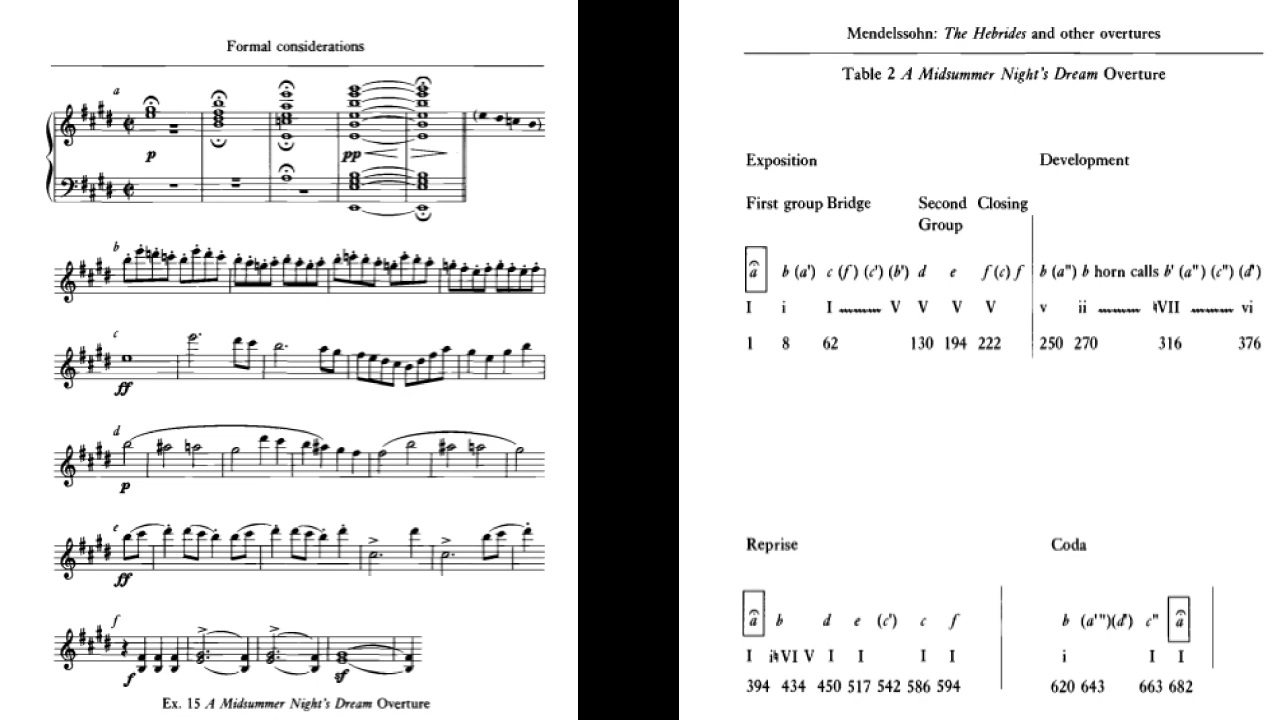 Formal considerations
a
p
pp
b
c
ff
d
p
e
ff
f
f
sf
Ex. 15 A Midsummer Night's Dream Overture
Mendelssohn: The Hebrides and other overtures
Table 2 A Midsummer Night's Dream Overture
Exposition Development
First group Bridge Second Closing
Group
a b (a') c (f) (c') (b') d e f (c) f b (a") b horn calls b' (a") (c") (d')
I i I V V V V v ii ♮VII vi
1 8 62 130 194 222 250 270 316 376
Reprise Coda
a b d e (c') c f b (a''')(d') c" a
I i♮VI V I I I I i I I
394 434 450 517 542 586 594 620 643 663 682